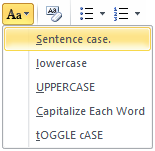 Aa
Sentence case.
lowercase
UPPERCASE
Capitalize Each Word
tOGGLE cASE